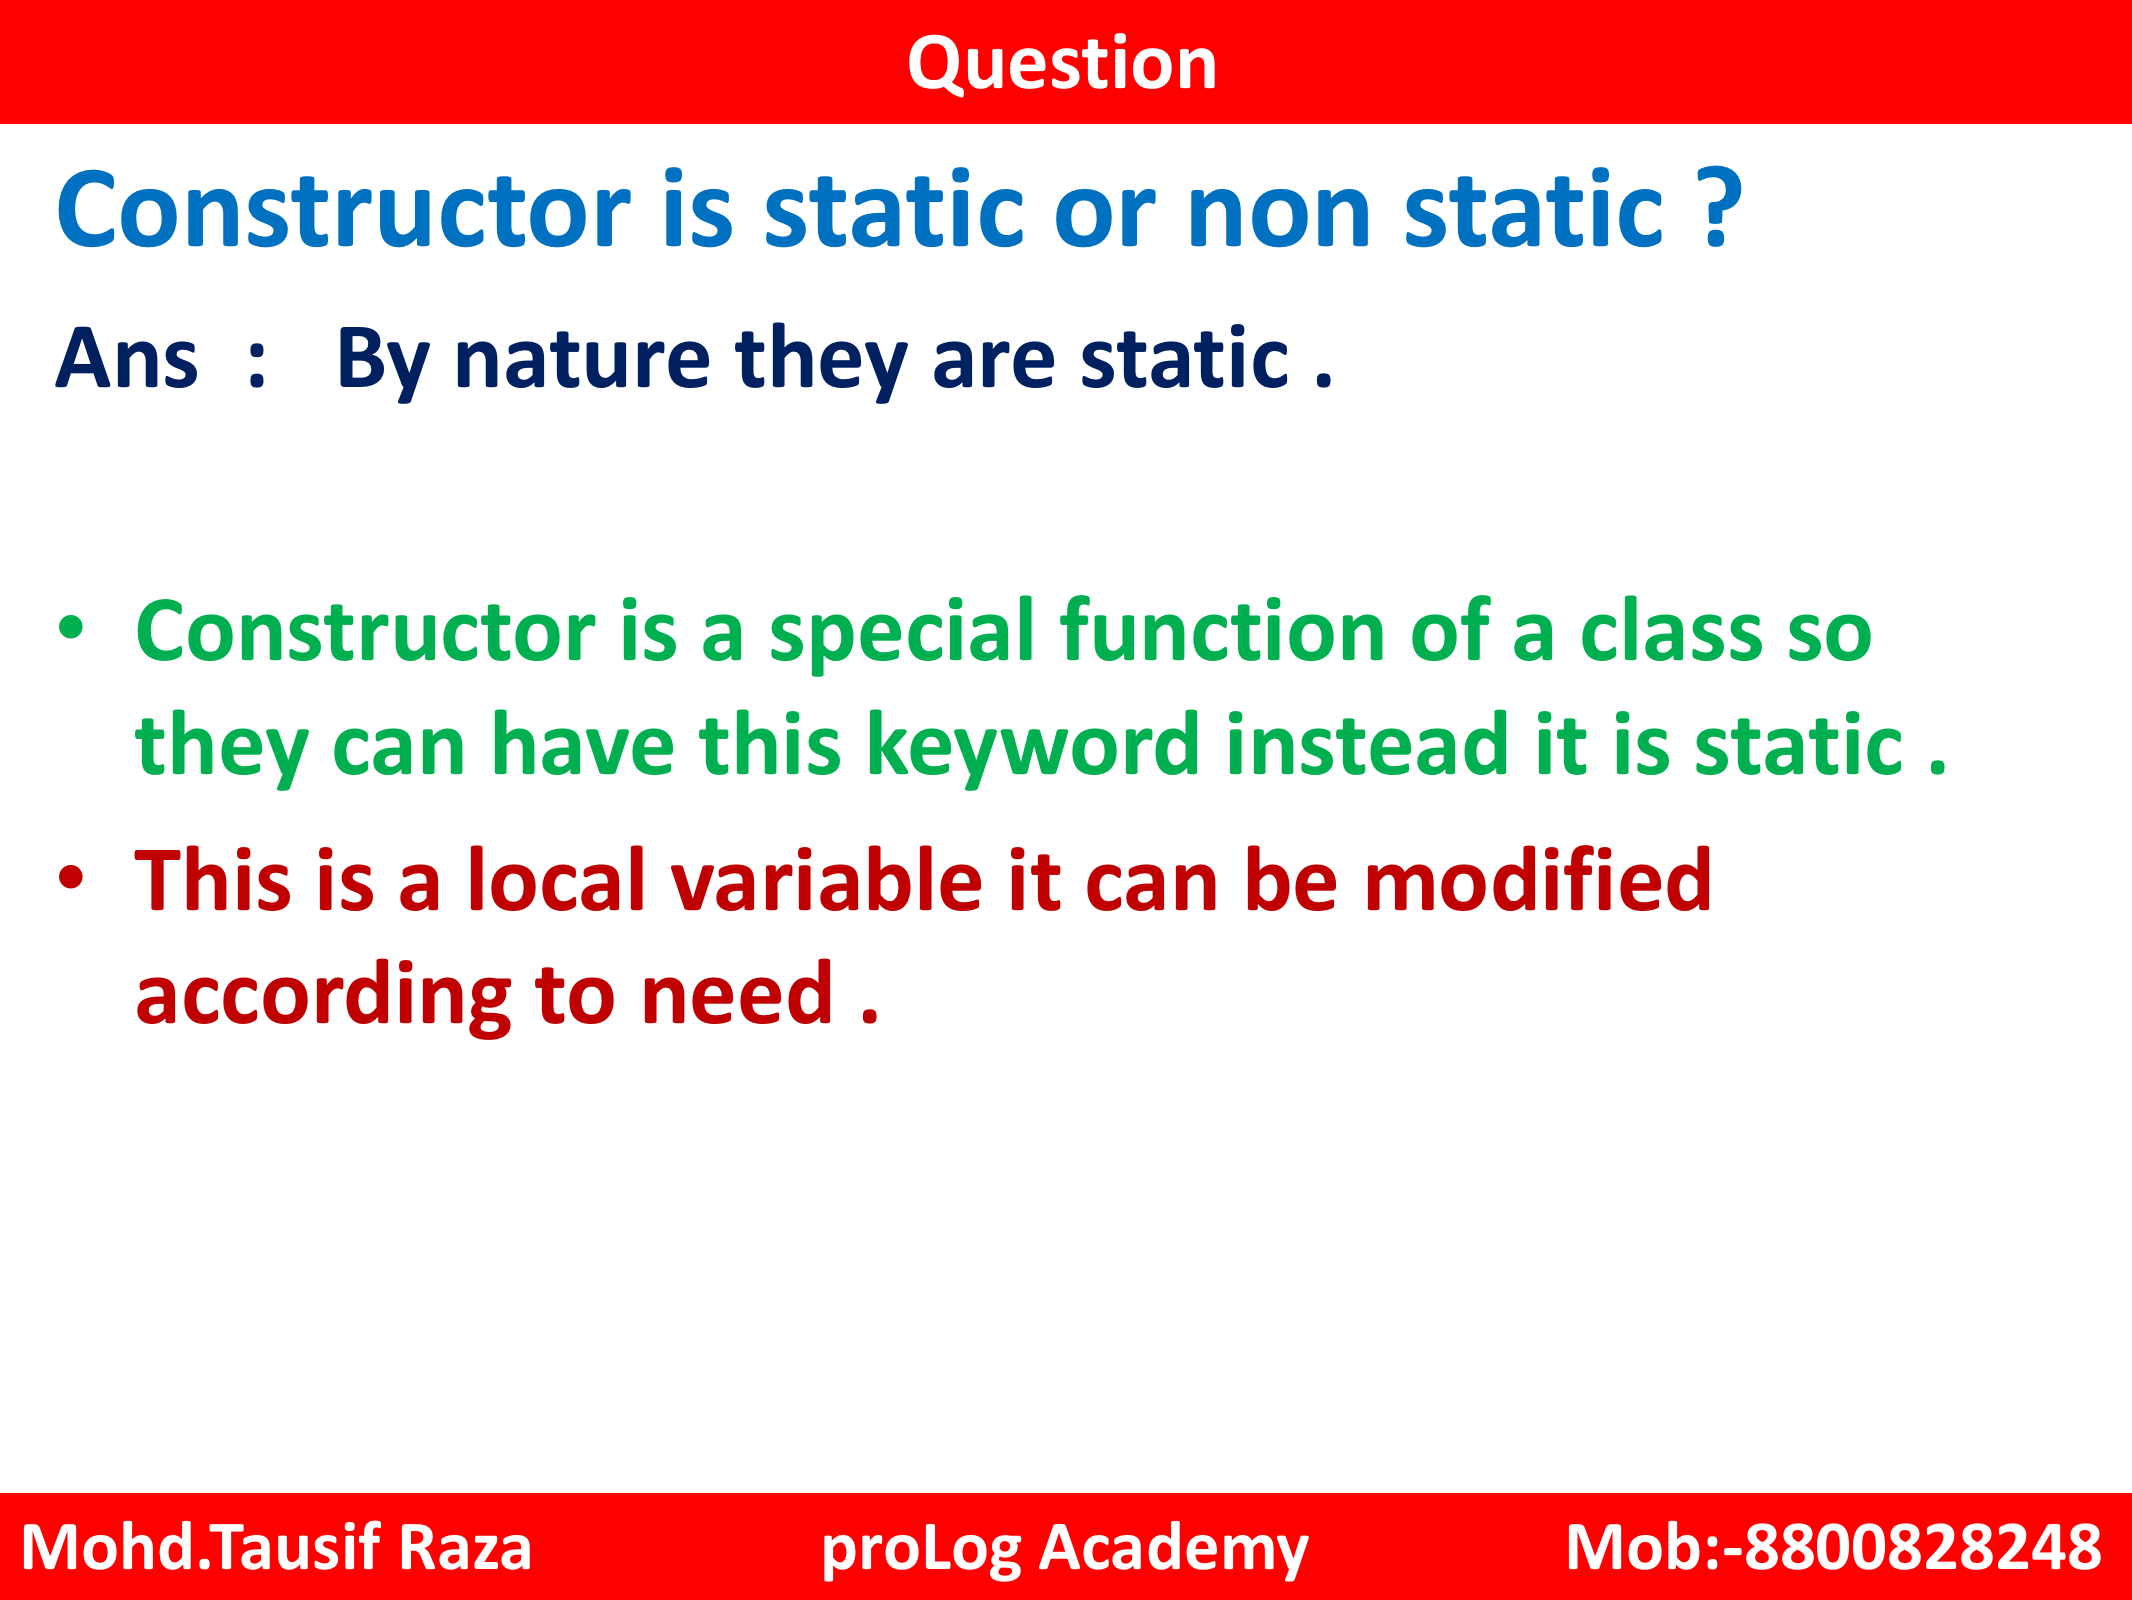 Question
Constructor is static or non static ?
Ans : By nature they are static .
• Constructor is a special function of a class so
they can have this keyword instead it is static .
• This is a local variable it can be modified
according to need .
Mohd.Tausif Raza proLog Academy Mob:-8800828248